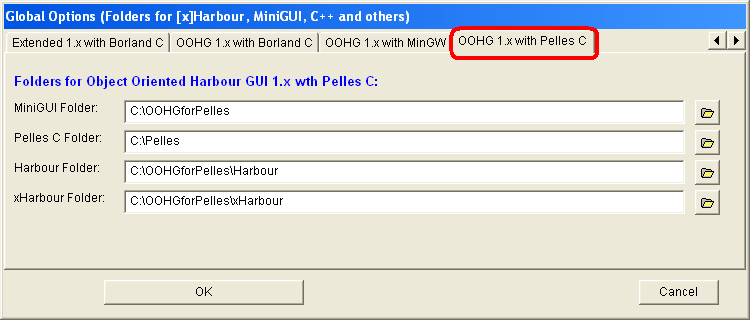 Global Options (Folders for [x]Harbour, MiniGUI, C++ and others)
Extended 1.x with Borland C OOHG 1.x with Borland C OOHG 1.x with MinGW OOHG 1.x with Pelles C
Folders for Object Oriented Harbour GUI 1.x wth Pelles C:
MiniGUI Folder: C:\OOHGforPelles
Pelles C Folder: C:\Pelles
Harbour Folder: C:\OOHGforPelles\Harbour
xHarbour Folder: C:\OOHGforPelles\xHarbour
OK Cancel